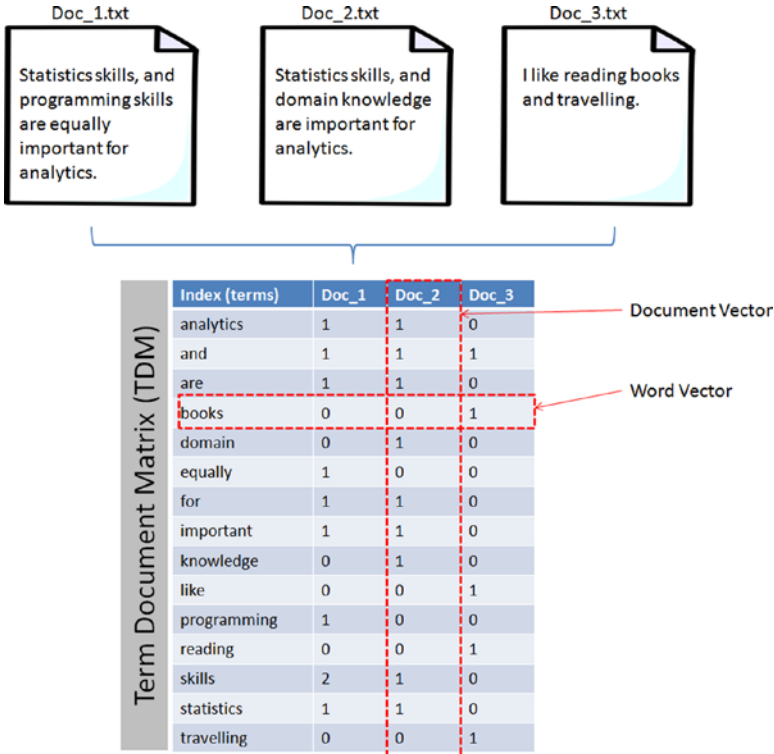 Doc_1.txt
Statistics skills, and
programming skills
are equally
important for
analytics.
Doc_2.txt
Statistics skills, and
domain knowledge
are important for
analytics.
Doc_3.txt
I like reading books
and travelling.
Term Document Matrix (TDM)
Index (terms) Doc_1 Doc_2 Doc_3
analytics 1 1 0
and 1 1 1
are 1 1 0
books 0 0 1
domain 0 1 0
equally 1 0 0
for 1 1 0
important 1 1 0
knowledge 0 1 0
like 0 0 1
programming 1 0 0
reading 0 0 1
skills 2 1 0
statistics 1 1 0
travelling 0 0 1
Document Vector
Word Vector